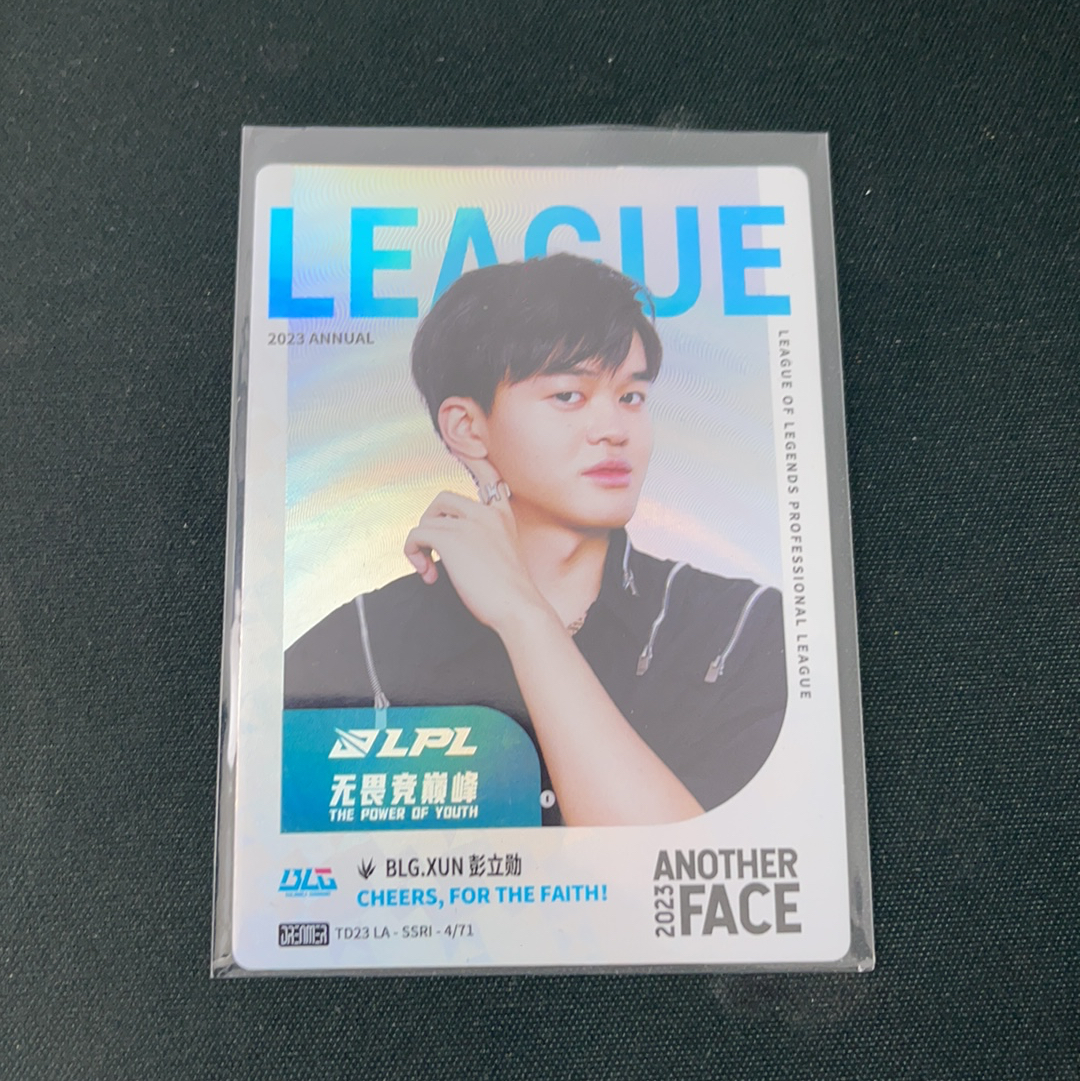 LEAGUE
2023 ANNUAL
LEAGUE OF LEGENDS PROFESSIONAL LEAGUE
LPL
无畏竞巅峰
THE POWER OF YOUTH
BLG
BLG.XUN 彭立勋
CHEERS, FOR THE FAITH!
DREAMER TD23 LA - SSRI - 4/71
2023 ANOTHER FACE